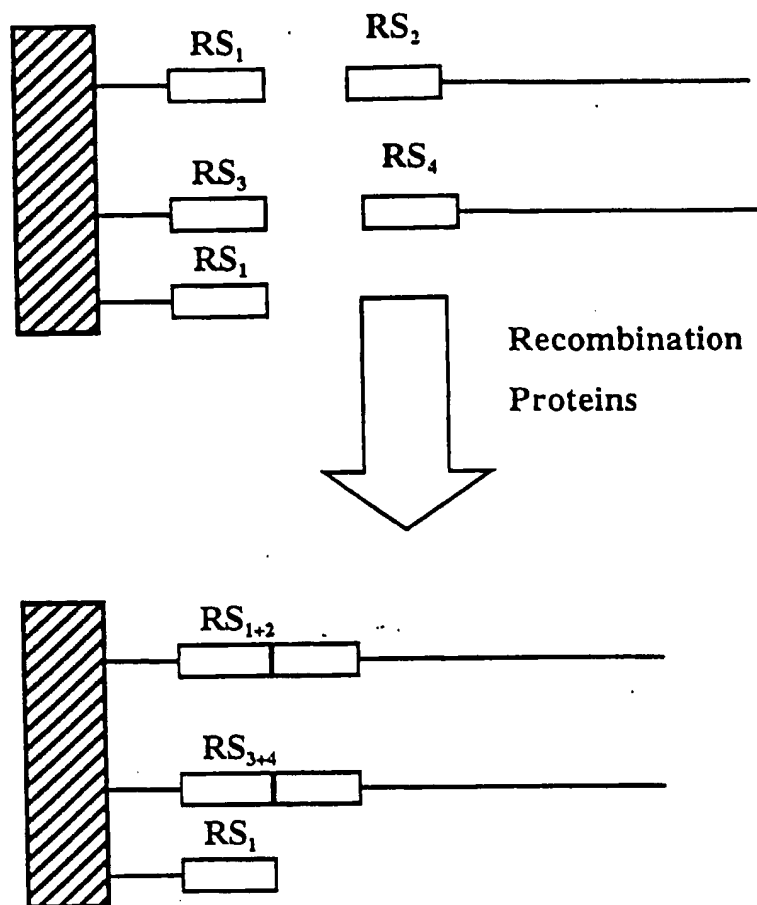 RS₁
RS₂
RS₃
RS₄
RS₁
Recombination
Proteins
RS₁₊₂
RS₃₊₄
RS₁